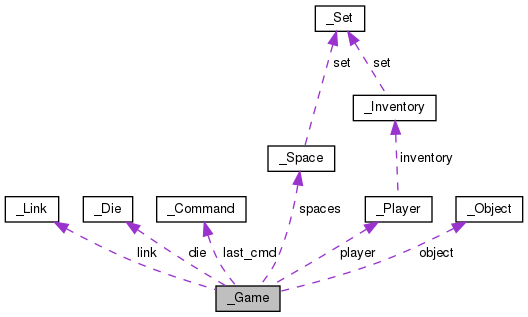 _Set
set
set
_Inventory
_Space
inventory
_Link
_Die
_Command
spaces
_Player
_Object
link
die
last_cmd
player
object
_Game